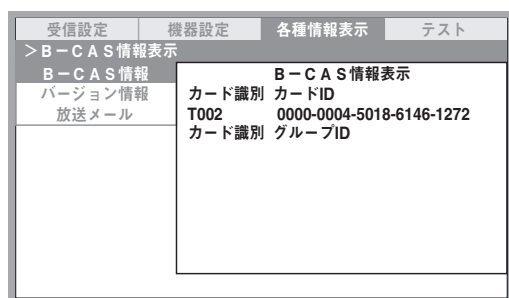 受信設定 機器設定 各種情報表示 テスト
＞B－CAS情報表示
B－CAS情報
バージョン情報
放送メール
B－CAS情報表示
カード識別 カードID
T002 0000-0004-5018-6146-1272
カード識別 グループID